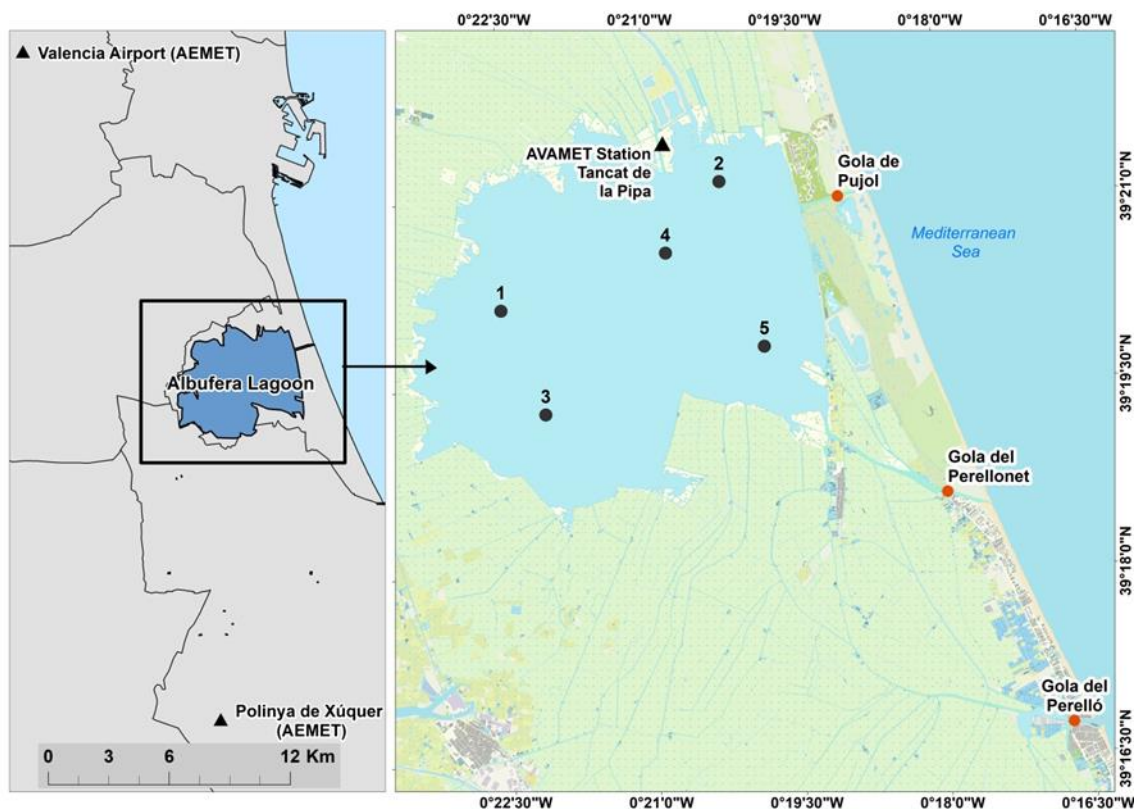 0°22'30"W
0°21'0"W
0°19'30"W
0°18'0"W
0°16'30"W
Valencia Airport (AEMET)
Albufera Lagoon
Polinya de Xúquer
(AEMET)
0 3 6 12 Km
AVAMET Station
Tancat de
la Pipa
2
Gola de
Pujol
4
Mediterranean
Sea
1
5
3
Gola del
Perellonet
Gola del
Perelló
39°21'0"N
39°19'30"N
39°18'0"N
39°16'30"N
0°22'30"W
0°21'0"W
0°19'30"W
0°18'0"W
0°16'30"W